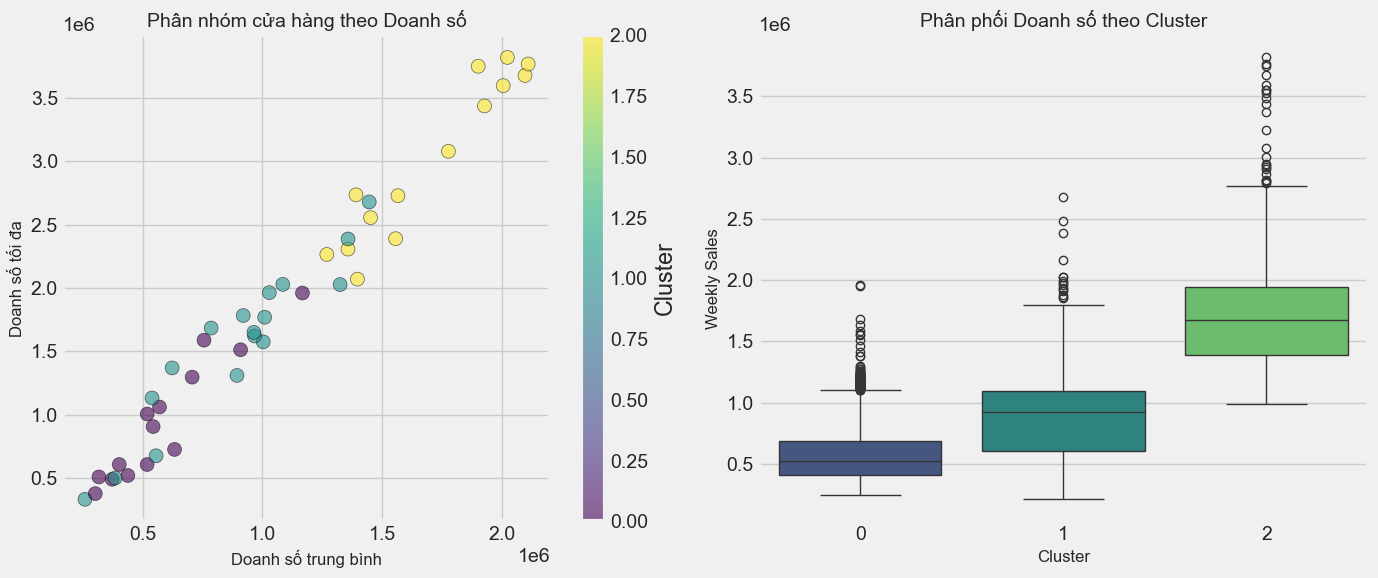 Phân nhóm cửa hàng theo Doanh số
1e6
Doanh số tối đa
3.5
3.0
2.5
2.0
1.5
1.0
0.5
0.5 1.0 1.5 2.0
1e6
Doanh số trung bình
2.00
1.75
1.50
1.25
1.00
0.75
0.50
0.25
0.00
Cluster
Phân phối Doanh số theo Cluster
1e6
Weekly Sales
3.5
3.0
2.5
2.0
1.5
1.0
0.5
0 1 2
Cluster